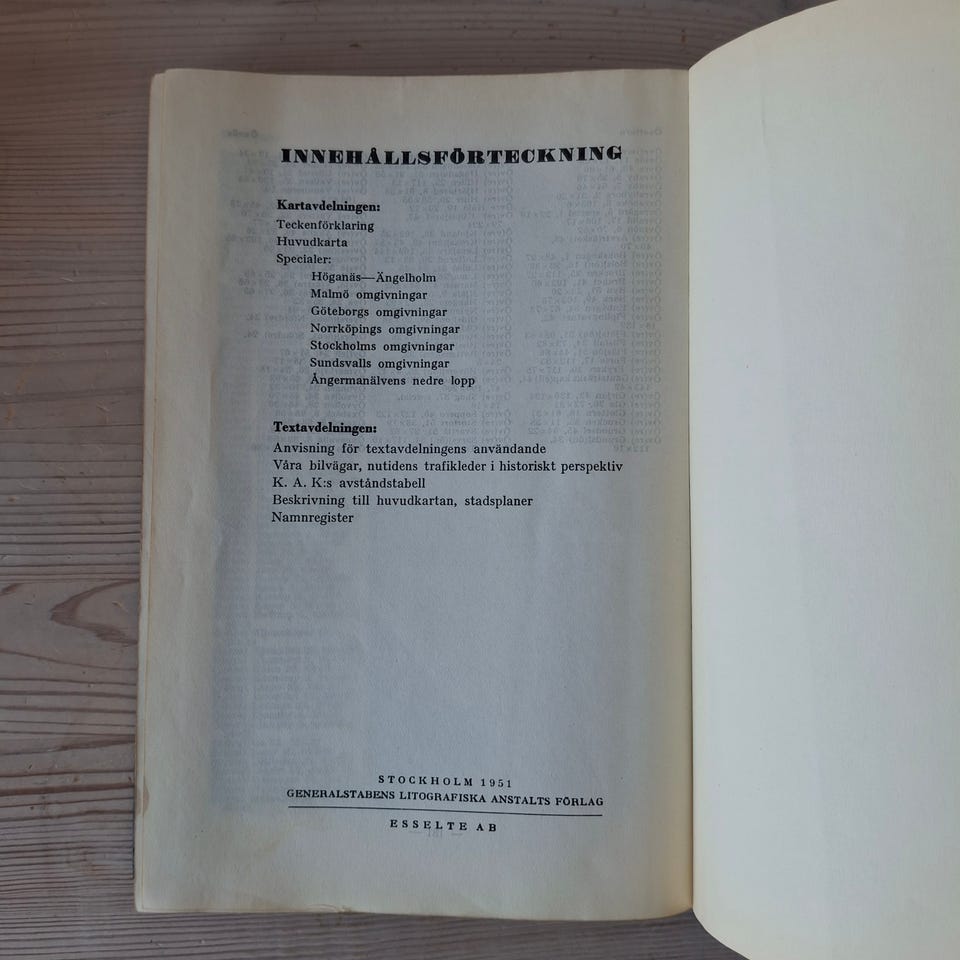 INNEHÅLLSFÖRTECKNING
Kartavdelningen:
Teckenförklaring
Huvudkarta
Specialer:
Höganäs—Ängelholm
Malmö omgivningar
Göteborgs omgivningar
Norrköpings omgivningar
Stockholms omgivningar
Sundsvalls omgivningar
Ångermanälvens nedre lopp
Textavdelningen:
Anvisning för textavdelningens användande
Våra bilvägar, nutidens trafikleder i historiskt perspektiv
K. A. K:s avståndstabell
Beskrivning till huvudkartan, stadsplaner
Namnregister
STOCKHOLM 1951
GENERALSTABENS LITOGRAFISKA ANSTALTS FÖRLAG
ESSELTE AB